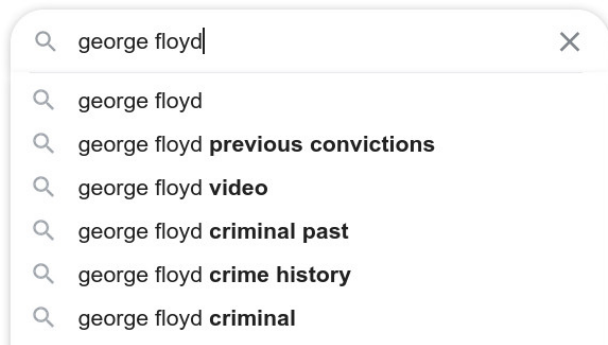 george floyd
george floyd
george floyd previous convictions
george floyd video
george floyd criminal past
george floyd crime history
george floyd criminal